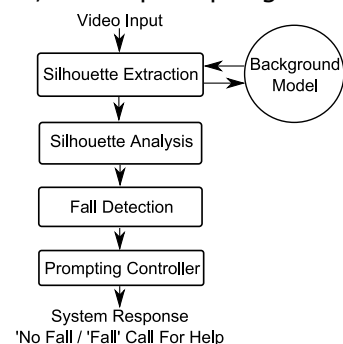 Video Input
Silhouette Extraction
Background
Model
Silhouette Analysis
Fall Detection
Prompting Controller
System Response
'No Fall / 'Fall' Call For Help